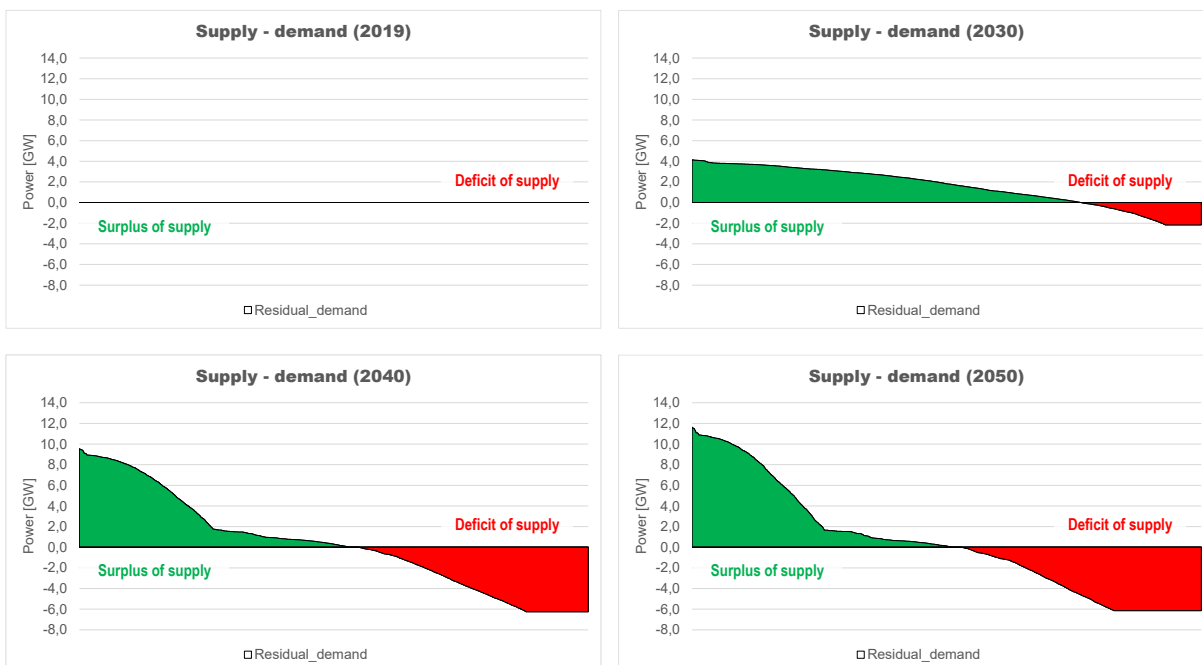 Supply - demand (2019)
14,0
12,0
10,0
8,0
6,0
4,0
2,0
0,0
-2,0
-4,0
-6,0
-8,0
Power [GW]
Deficit of supply
Surplus of supply
Residual_demand
Supply - demand (2030)
14,0
12,0
10,0
8,0
6,0
4,0
2,0
0,0
-2,0
-4,0
-6,0
-8,0
Power [GW]
Deficit of supply
Surplus of supply
Residual_demand
Supply - demand (2040)
14,0
12,0
10,0
8,0
6,0
4,0
2,0
0,0
-2,0
-4,0
-6,0
-8,0
Power [GW]
Deficit of supply
Surplus of supply
Residual_demand
Supply - demand (2050)
14,0
12,0
10,0
8,0
6,0
4,0
2,0
0,0
-2,0
-4,0
-6,0
-8,0
Power [GW]
Deficit of supply
Surplus of supply
Residual_demand